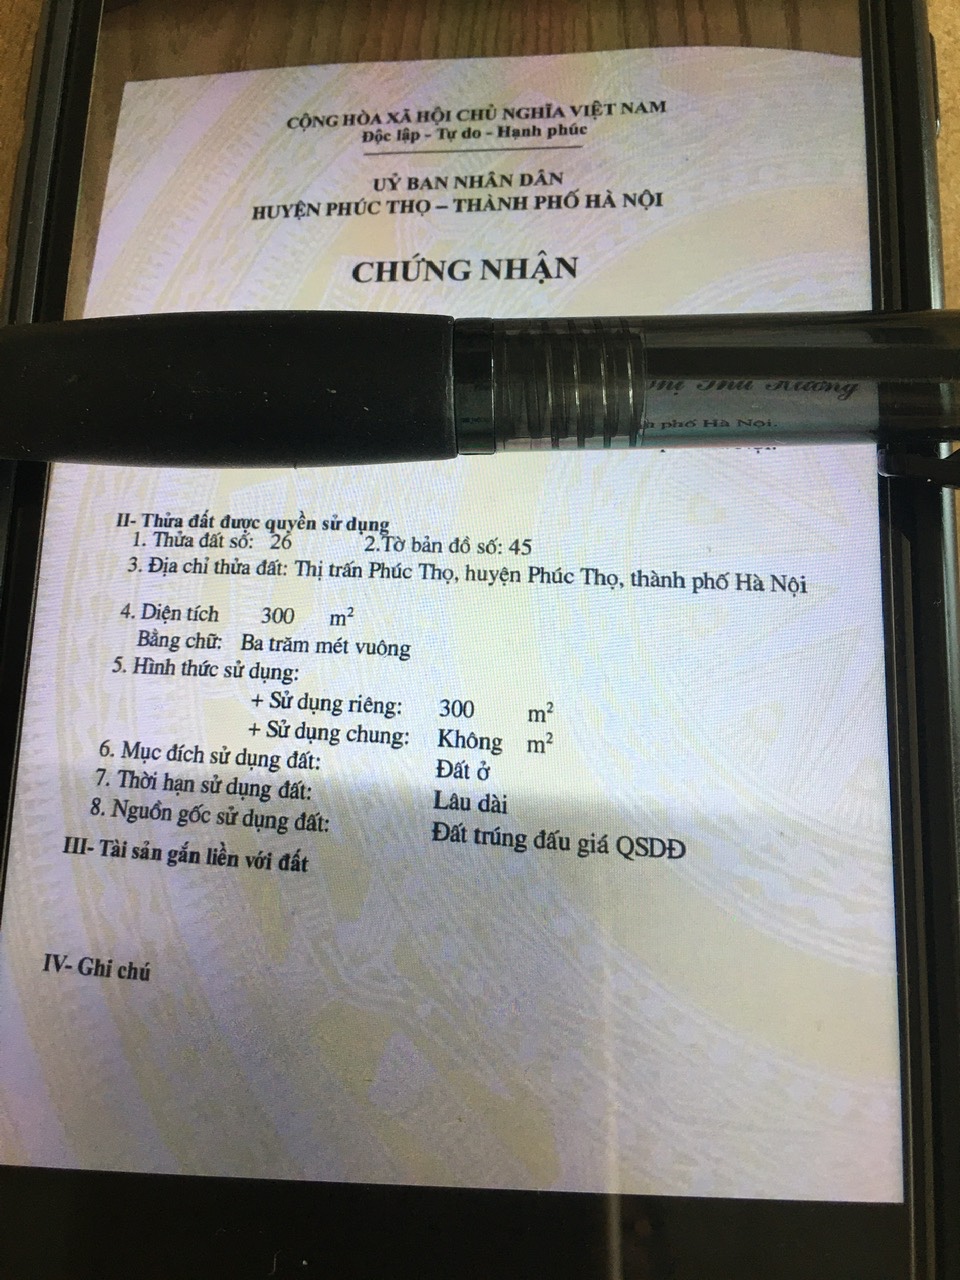 CỘNG HÒA XÃ HỘI CHỦ NGHĨA VIỆT NAM
Độc lập - Tự do - Hạnh phúc
UỶ BAN NHÂN DÂN
HUYỆN PHÚC THỌ – THÀNH PHỐ HÀ NỘI
CHỨNG NHẬN
Thị Thu Hường
phố Hà Nội.
II- Thửa đất được quyền sử dụng
1. Thửa đất số: 26 2.Tờ bản đồ số: 45
3. Địa chỉ thửa đất: Thị trấn Phúc Thọ, huyện Phúc Thọ, thành phố Hà Nội
4. Diện tích 300 m²
Bằng chữ: Ba trăm mét vuông
5. Hình thức sử dụng:
+ Sử dụng riêng: 300 m²
+ Sử dụng chung: Không m²
6. Mục đích sử dụng đất: Đất ở
7. Thời hạn sử dụng đất: Lâu dài
8. Nguồn gốc sử dụng đất: Đất trúng đấu giá QSDĐ
III- Tài sản gắn liền với đất
IV- Ghi chú